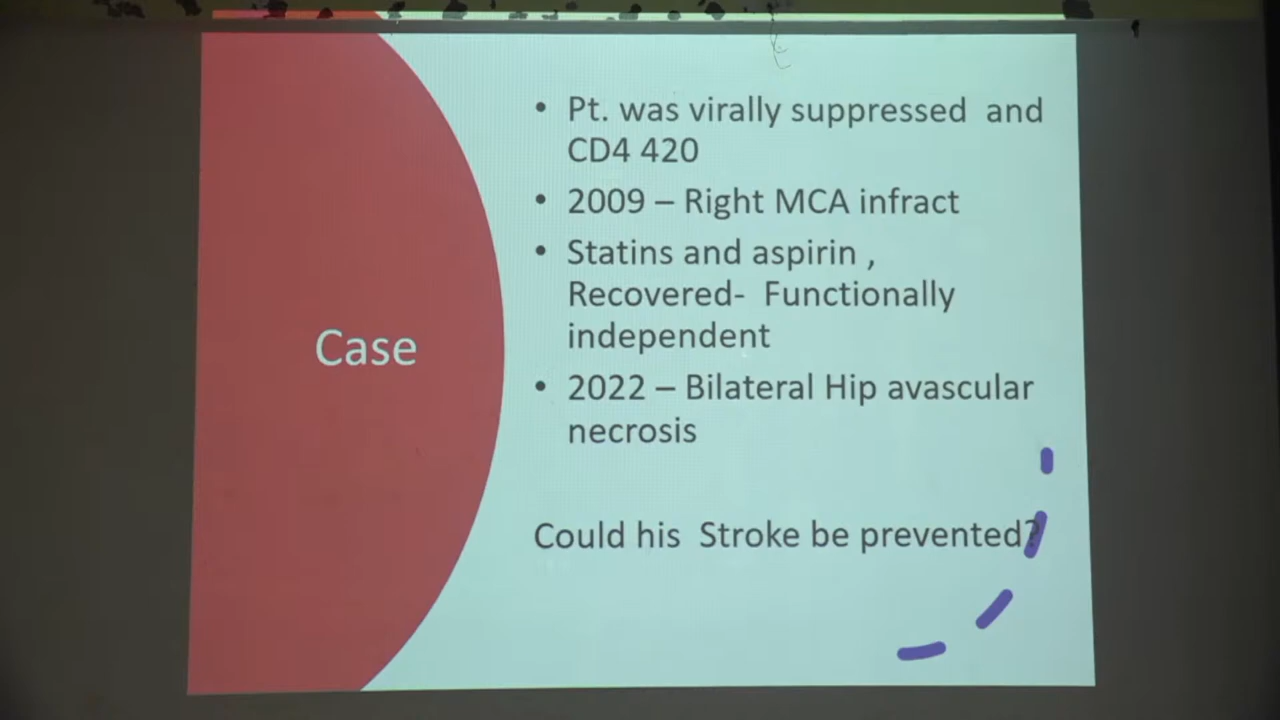 Case
• Pt. was virally suppressed and
CD4 420
• 2009 – Right MCA infract
• Statins and aspirin ,
Recovered- Functionally
independent
• 2022 – Bilateral Hip avascular
necrosis
Could his Stroke be prevented?